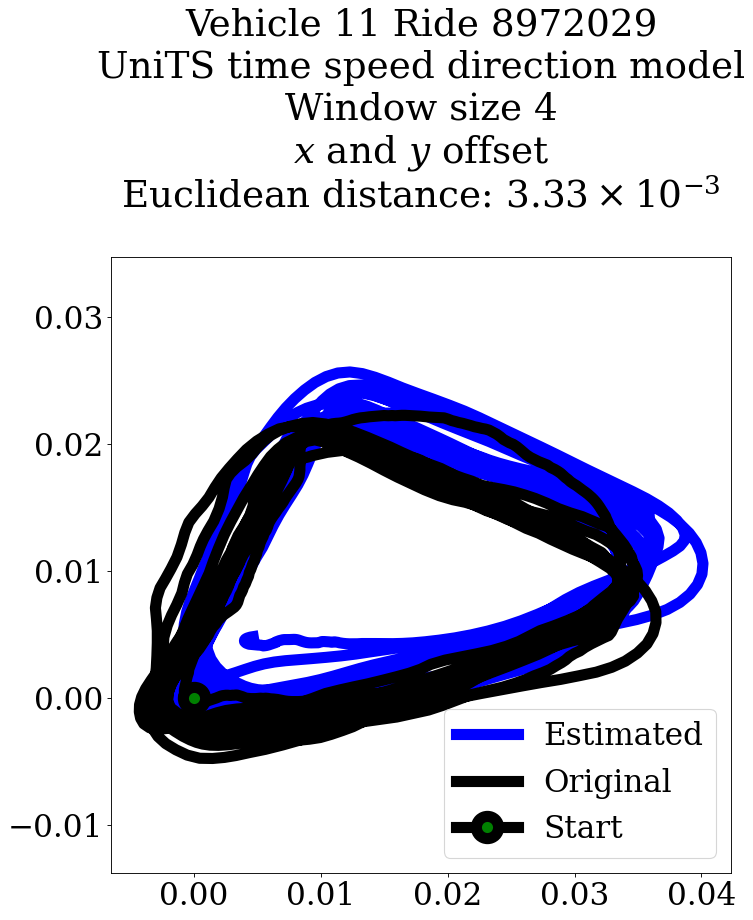 Vehicle 11 Ride 8972029
UniTS time speed direction model
Window size 4
x and y offset
Euclidean distance: 3.33 × 10⁻³
0.03
0.02
0.01
0.00
−0.01
Estimated
Original
Start
0.00 0.01 0.02 0.03 0.04